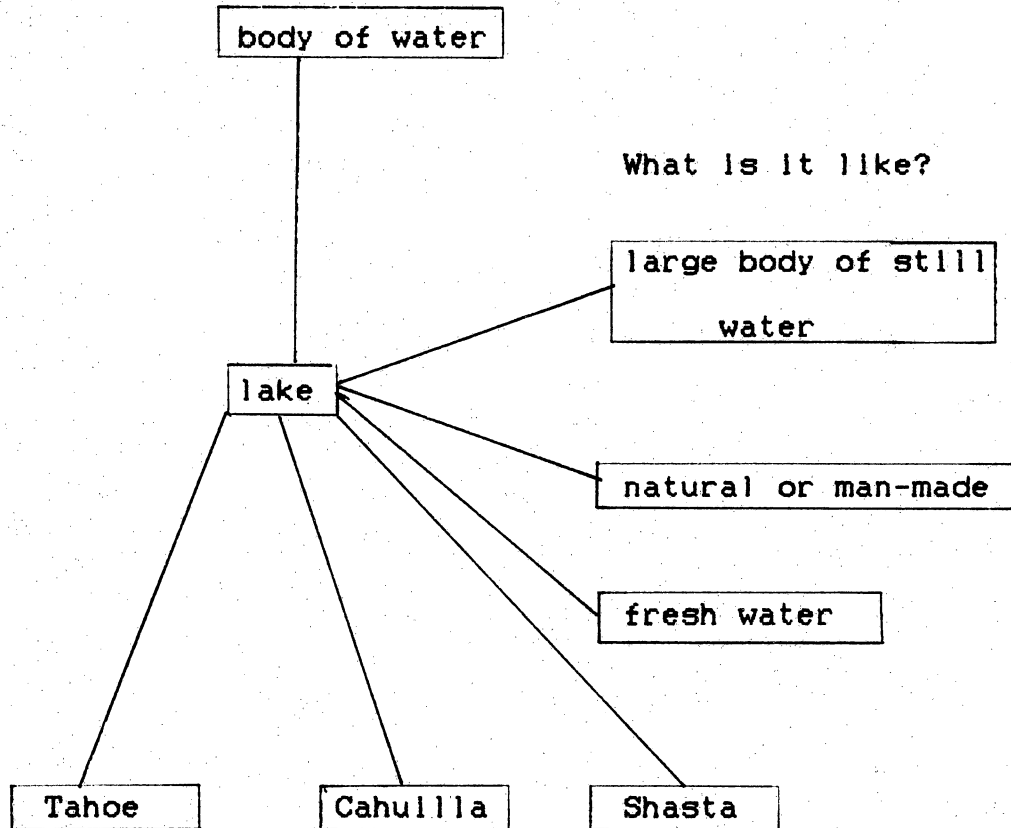 body of water
What is it like?
large body of still
water
lake
natural or man-made
fresh water
Tahoe
Cahuilla
Shasta